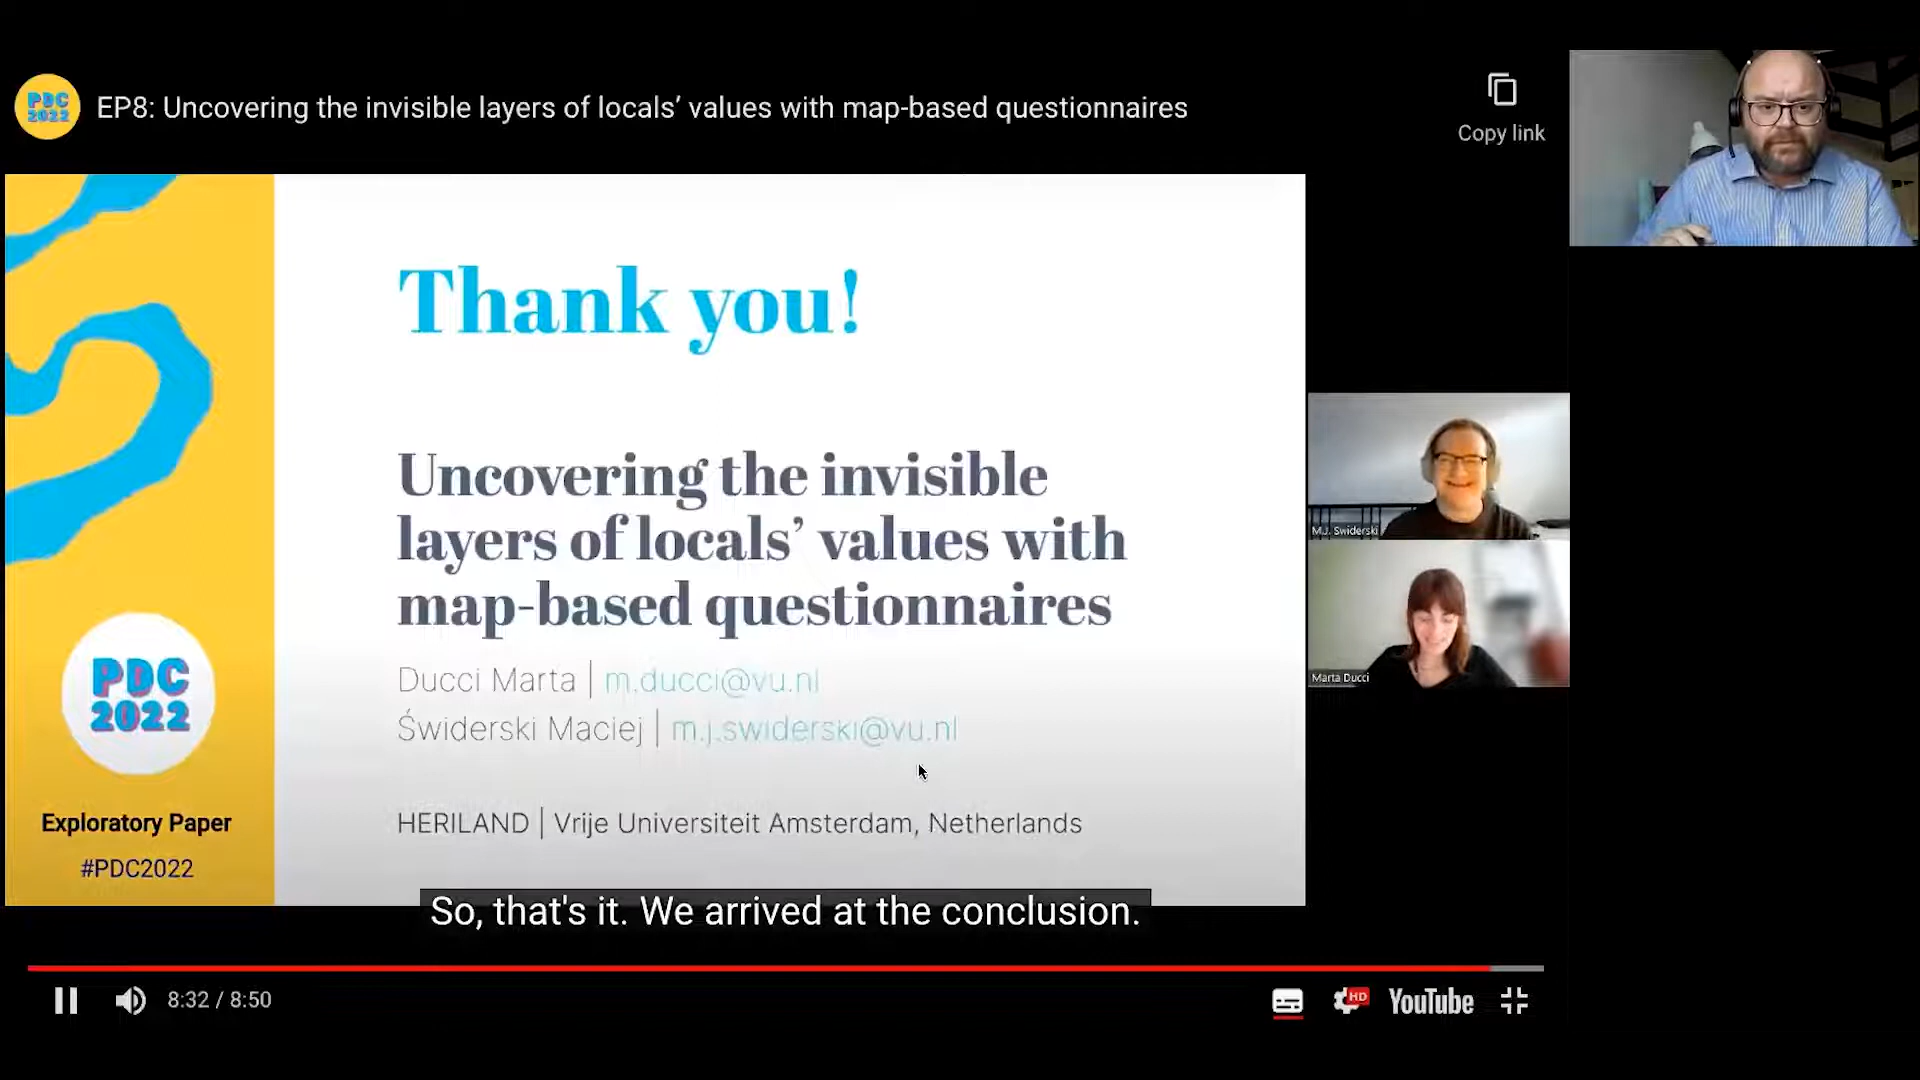 PDC
2022
EP8: Uncovering the invisible layers of locals’ values with map-based questionnaires
Copy link
Thank you!
Uncovering the invisible
layers of locals’ values with
map-based questionnaires
Ducci Marta | m.ducci@vu.nl
Świderski Maciej | m.j.swiderski@vu.nl
HERILAND | Vrije Universiteit Amsterdam, Netherlands
PDC
2022
Exploratory Paper
#PDC2022
M.J. Swiderski
Marta Ducci
So, that's it. We arrived at the conclusion.
8:32 / 8:50
HD
YouTube